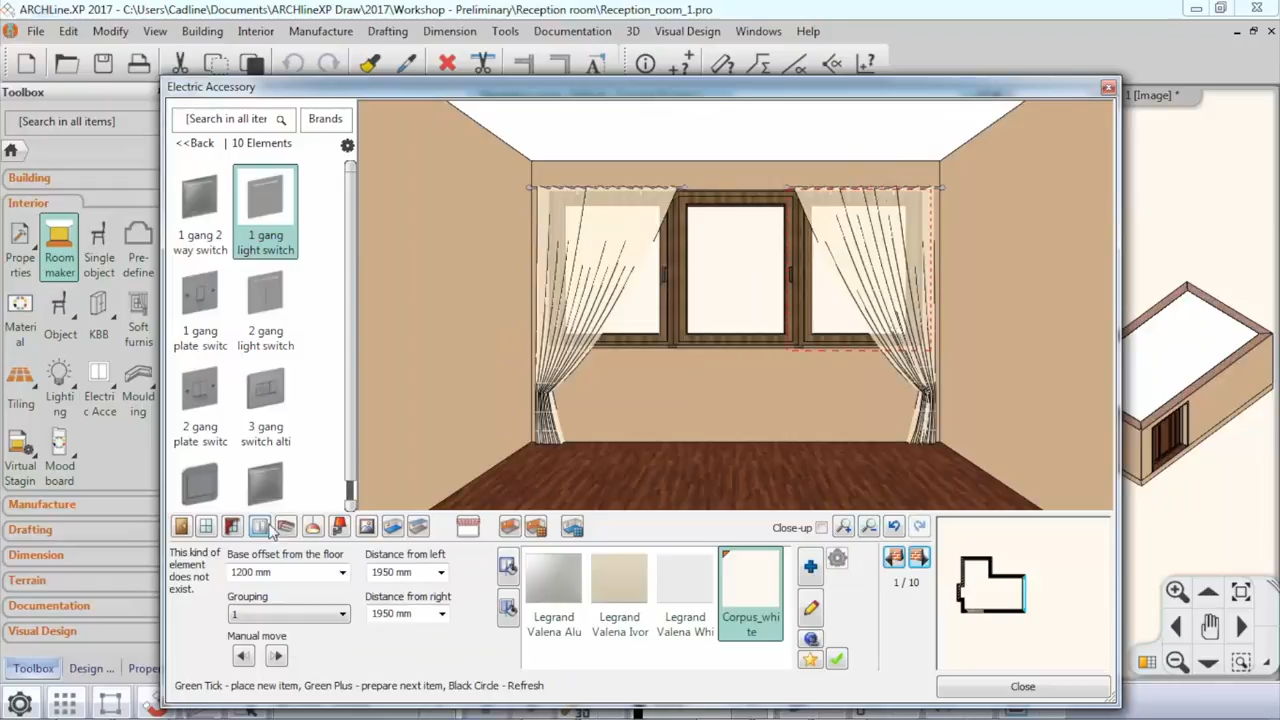 ARCHLine.XP 2017 - C:\Users\Cadline\Documents\ARCHlineXP Draw\2017\Workshop - Preliminary\Reception room\Reception_room_1.pro
File Edit Modify View Building Interior Manufacture Drafting Dimension Tools Documentation 3D Visual Design Windows Help
Toolbox
[Search in all items]
Building
Interior
Prope
rties
Room
maker
Single
object
Pre-
define
Materi
al
Object
KBB
Soft
furnis
Tiling
Lighti
ng
Electri
c Acce
Mould
ing
Virtual
Stagin
Mood
board
Manufacture
Drafting
Dimension
Terrain
Documentation
Visual Design
Toolbox
Design ...
Proper
Electric Accessory
[Search in all iter
Brands
<<Back
10 Elements
1 gang 2
way switch
1 gang
light switch
1 gang
plate switc
2 gang
light switch
2 gang
plate switc
3 gang
switch alti
This kind of
element
does not
exist.
Base offset from the floor
1200 mm
Grouping
1
Manual move
Distance from left
1950 mm
Distance from right
1950 mm
Legrand
Valena Alu
Legrand
Valena Ivor
Legrand
Valena Whi
Corpus_whi
te
Close-up
1 / 10
Green Tick - place new item, Green Plus - prepare next item, Black Circle - Refresh
Close
1 [Image] *